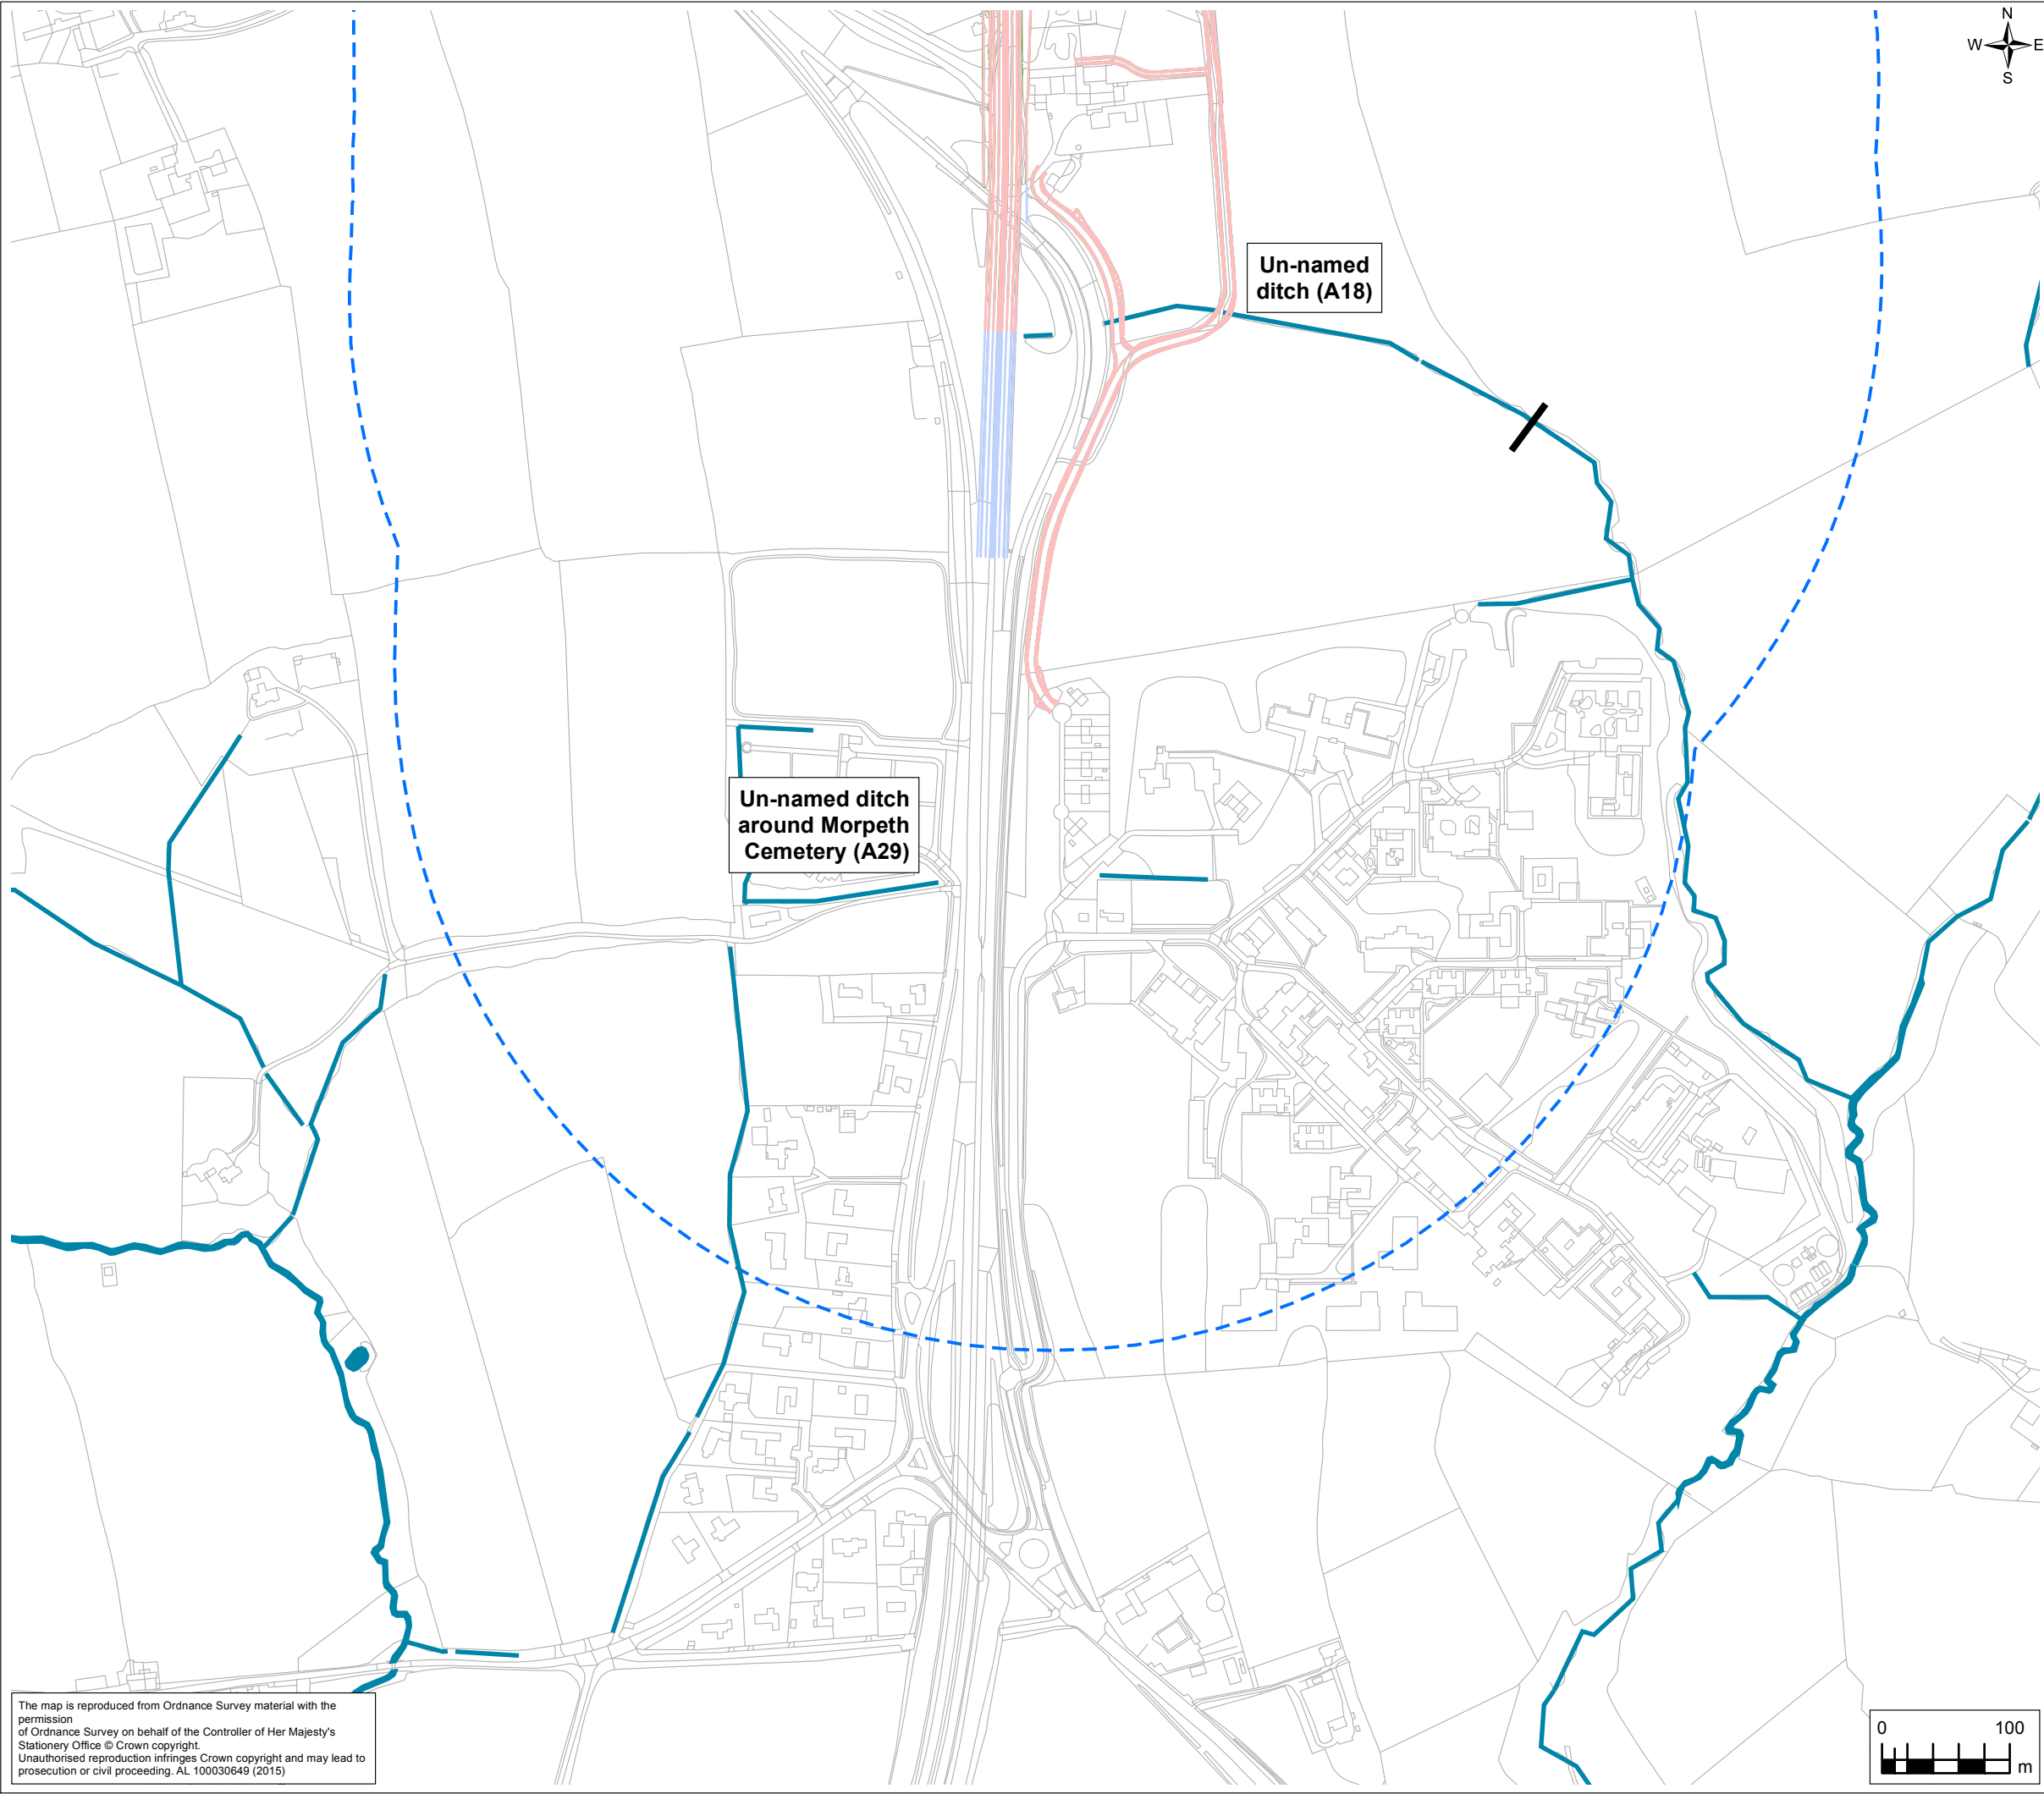 N
W E
S
Un-named
ditch (A18)
Un-named ditch
around Morpeth
Cemetery (A29)
The map is reproduced from Ordnance Survey material with the
permission
of Ordnance Survey on behalf of the Controller of Her Majesty's
Stationery Office © Crown copyright.
Unauthorised reproduction infringes Crown copyright and may lead to
prosecution or civil proceeding. AL 100030649 (2015)
0 100
m